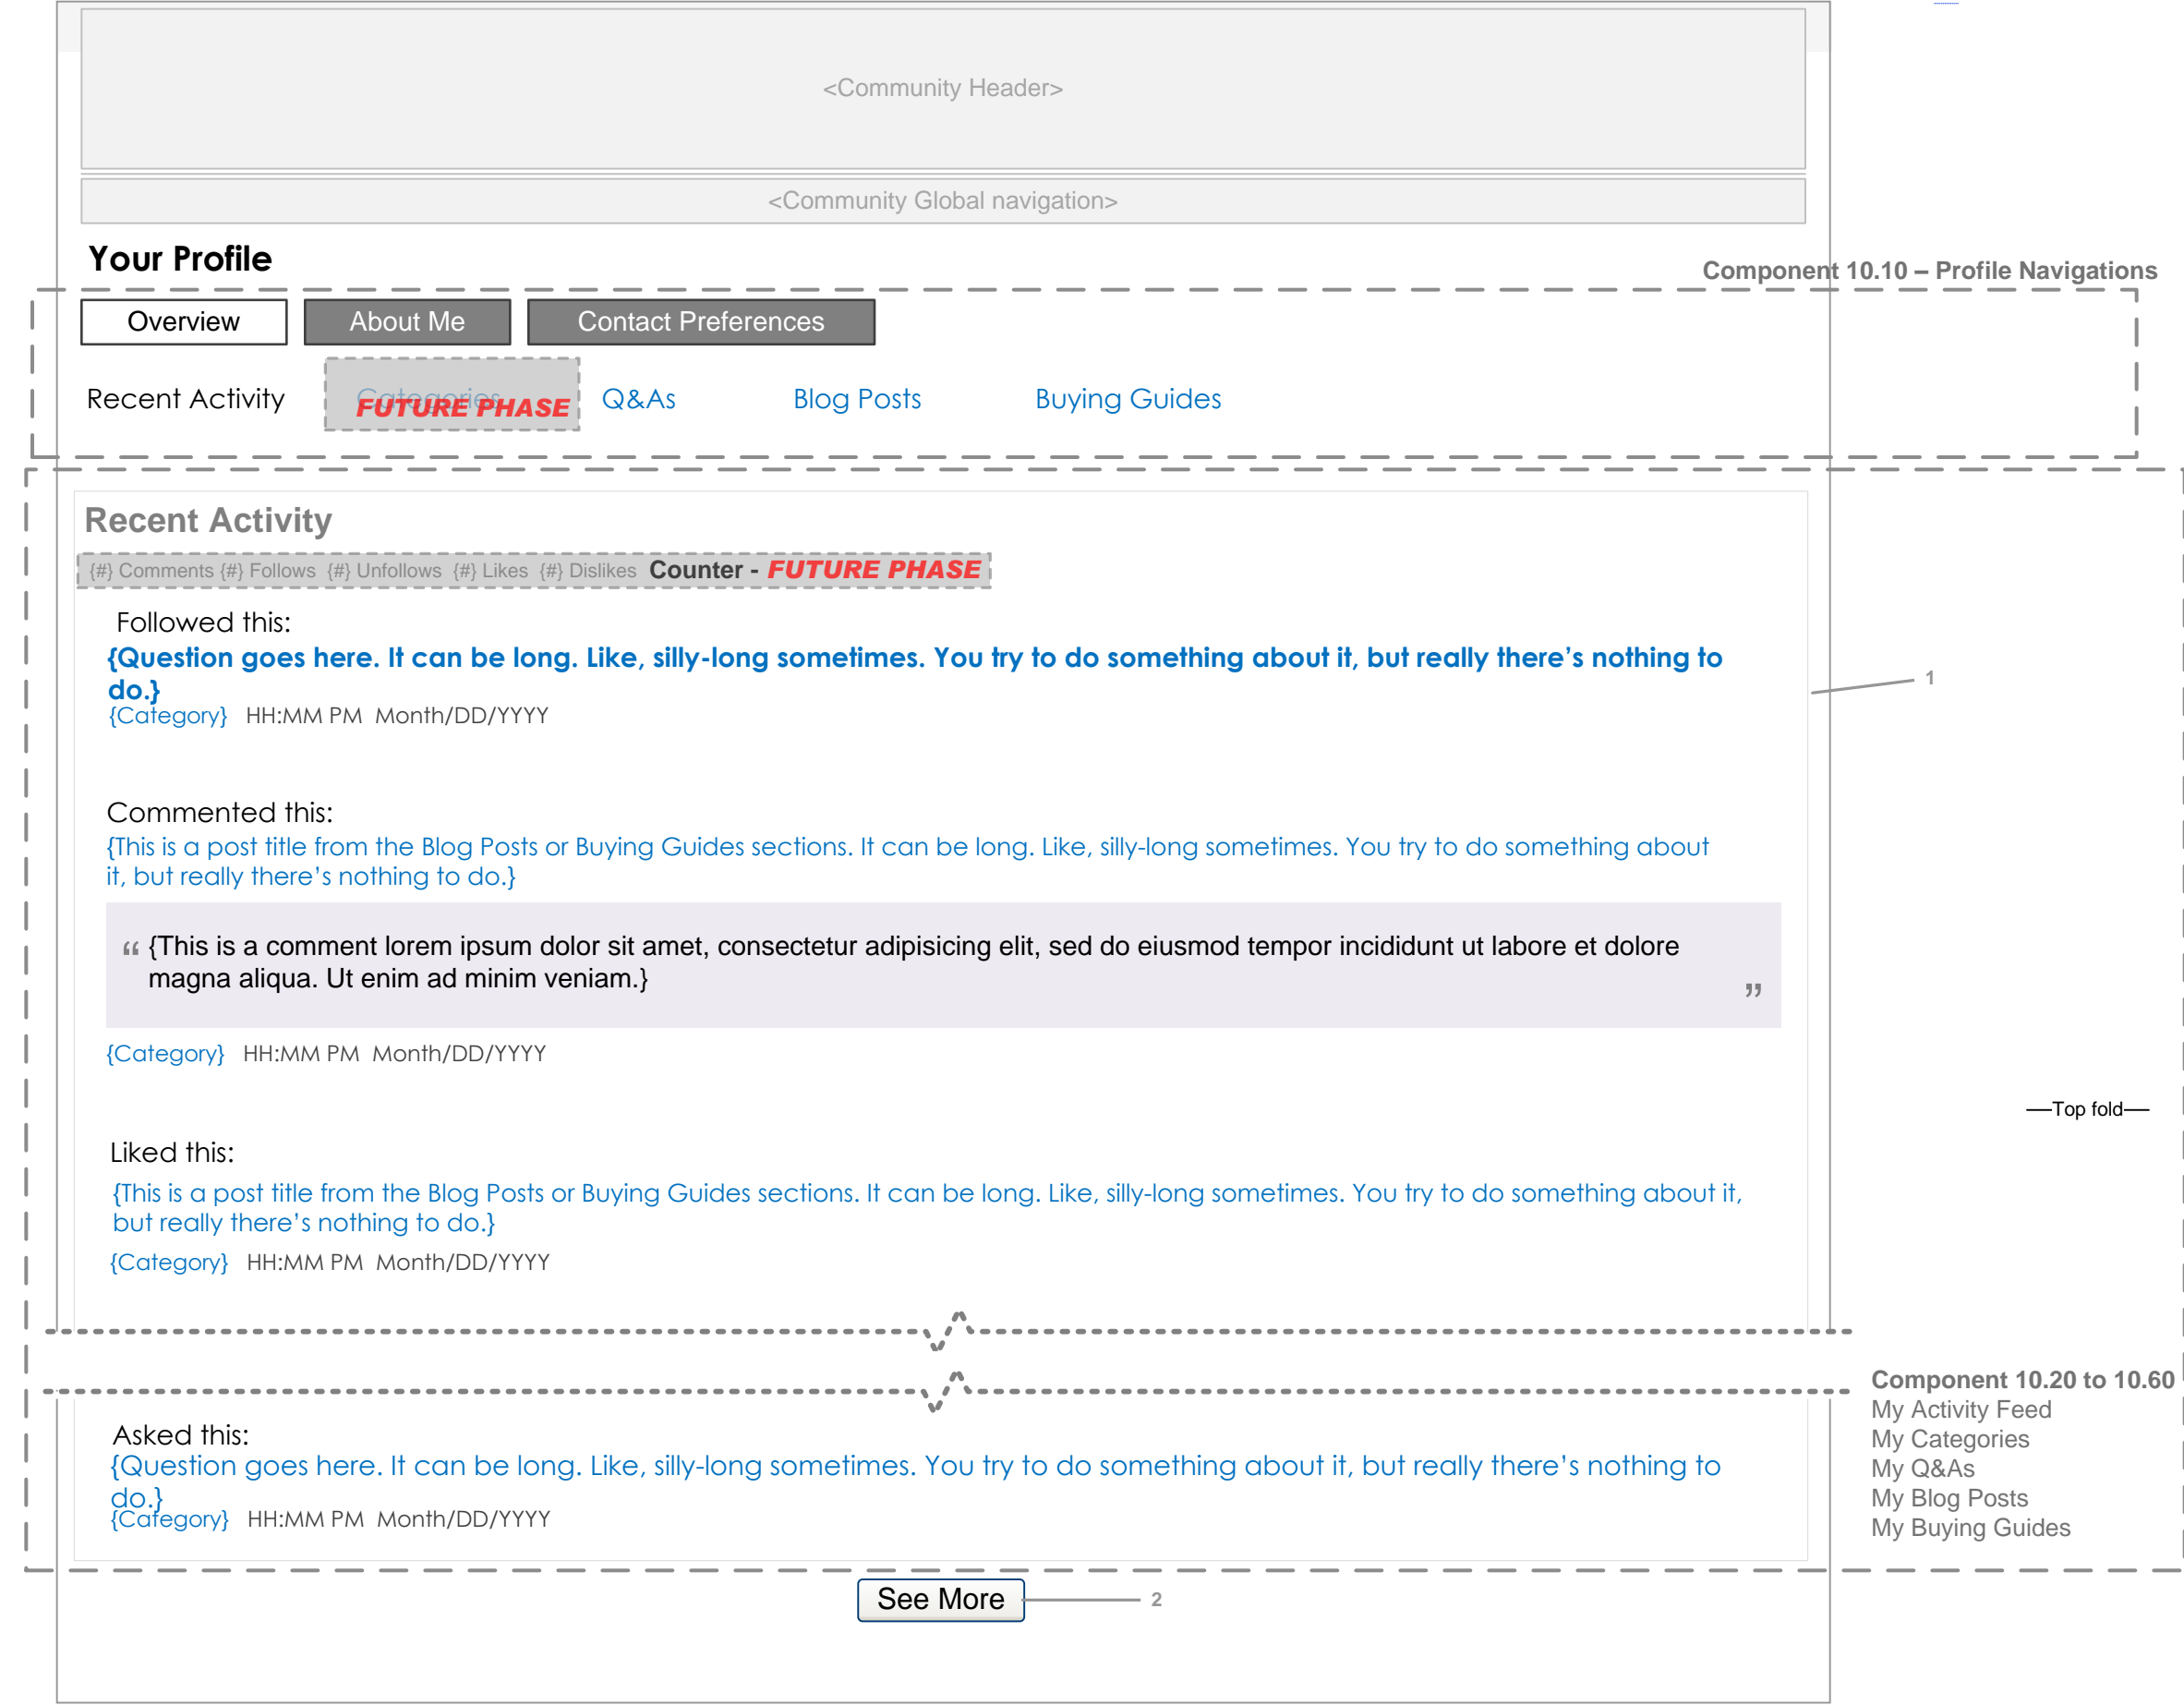 <Community Header>
<Community Global navigation>
Your Profile
Component 10.10 – Profile Navigations
Overview About Me Contact Preferences
Recent Activity Categories Q&As Blog Posts Buying Guides
FUTURE PHASE
Recent Activity
{#} Comments {#} Follows {#} Unfollows {#} Likes {#} Dislikes Counter - FUTURE PHASE
Followed this:
{Question goes here. It can be long. Like, silly-long sometimes. You try to do something about it, but really there’s nothing to
do.}
1
{Category} HH:MM PM Month/DD/YYYY
Commented this:
{This is a post title from the Blog Posts or Buying Guides sections. It can be long. Like, silly-long sometimes. You try to do something about
it, but really there’s nothing to do.}
“ {This is a comment lorem ipsum dolor sit amet, consectetur adipisicing elit, sed do eiusmod tempor incididunt ut labore et dolore
magna aliqua. Ut enim ad minim veniam.}
”
{Category} HH:MM PM Month/DD/YYYY
Top fold
Liked this:
{This is a post title from the Blog Posts or Buying Guides sections. It can be long. Like, silly-long sometimes. You try to do something about it,
but really there’s nothing to do.}
{Category} HH:MM PM Month/DD/YYYY
Component 10.20 to 10.60
My Activity Feed
My Categories
My Q&As
My Blog Posts
My Buying Guides
Asked this:
{Question goes here. It can be long. Like, silly-long sometimes. You try to do something about it, but really there’s nothing to
do.}
{Category} HH:MM PM Month/DD/YYYY
See More 2